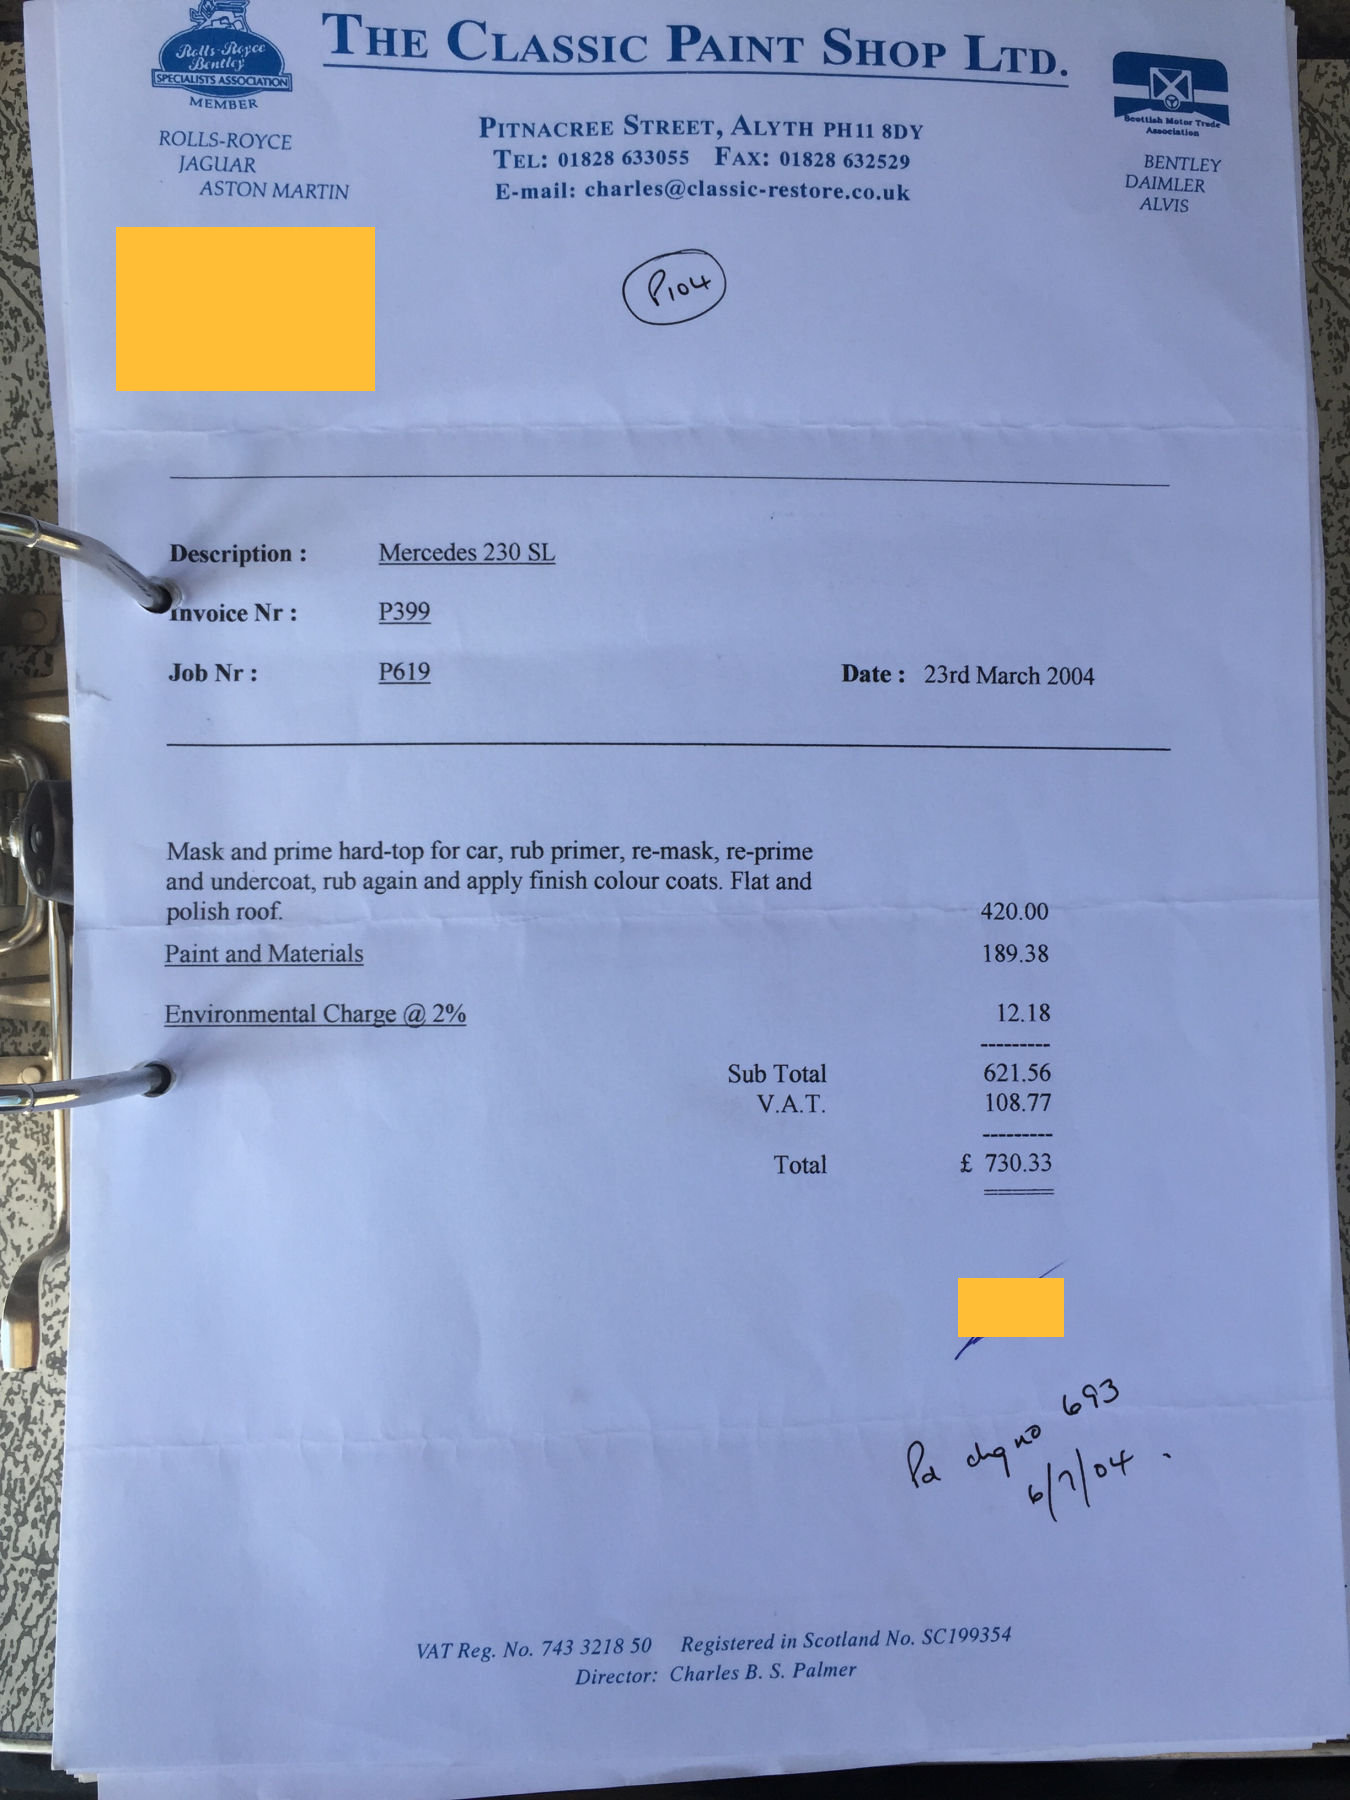 Rolls-Royce
Bentley
SPECIALISTS ASSOCIATION
MEMBER
THE CLASSIC PAINT SHOP LTD.
Scottish Motor Trade
Association
PITNACREE STREET, ALYTH PH11 8DY
TEL: 01828 633055 FAX: 01828 632529
E-mail: charles@classic-restore.co.uk
ROLLS-ROYCE
JAGUAR
ASTON MARTIN
BENTLEY
DAIMLER
ALVIS
P104
Description : Mercedes 230 SL
Invoice Nr : P399
Job Nr : P619 Date : 23rd March 2004
Mask and prime hard-top for car, rub primer, re-mask, re-prime
and undercoat, rub again and apply finish colour coats. Flat and
polish roof. 420.00
Paint and Materials 189.38
Environmental Charge @ 2% 12.18
---------
Sub Total 621.56
V.A.T. 108.77
---------
Total £ 730.33
Pd chq no 693
6/7/04 .
VAT Reg. No. 743 3218 50 Registered in Scotland No. SC199354
Director: Charles B. S. Palmer